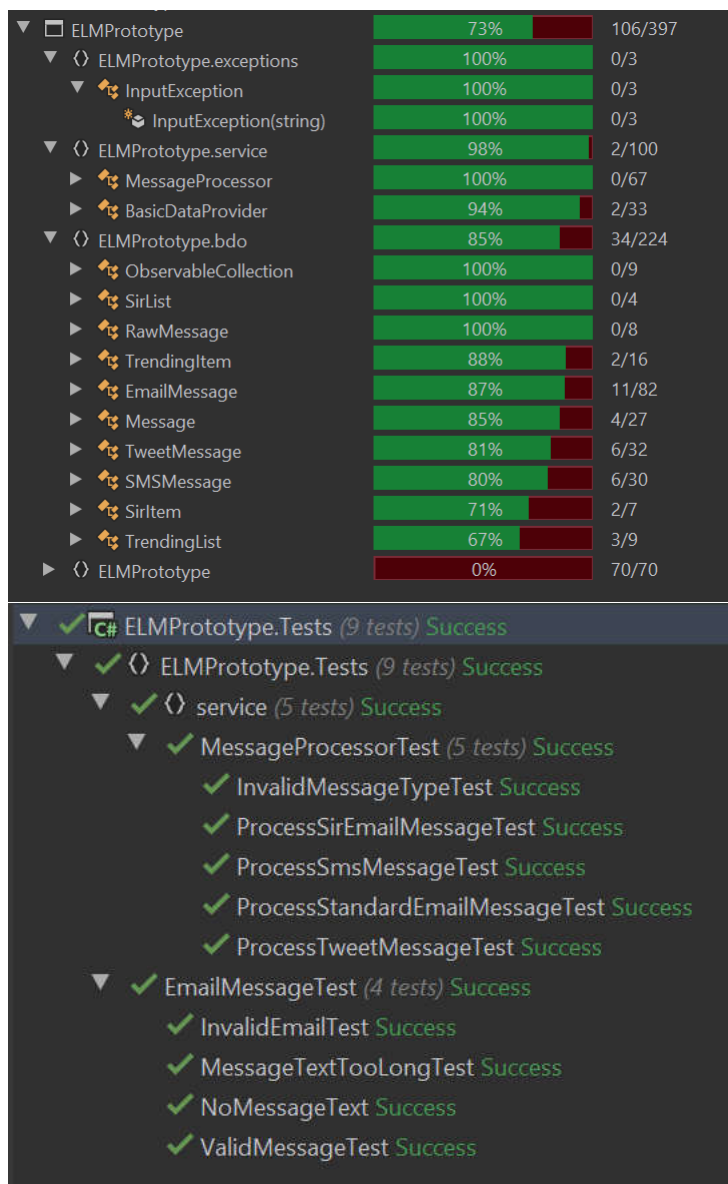 ELMPrototype 73% 106/397
ELMPrototype.exceptions 100% 0/3
InputException 100% 0/3
InputException(string) 100% 0/3
ELMPrototype.service 98% 2/100
MessageProcessor 100% 0/67
BasicDataProvider 94% 2/33
ELMPrototype.bdo 85% 34/224
ObservableCollection 100% 0/9
SirList 100% 0/4
RawMessage 100% 0/8
TrendingItem 88% 2/16
EmailMessage 87% 11/82
Message 85% 4/27
TweetMessage 81% 6/32
SMSMessage 80% 6/30
SirItem 71% 2/7
TrendingList 67% 3/9
ELMPrototype 0% 70/70
C# ELMPrototype.Tests (9 tests) Success
ELMPrototype.Tests (9 tests) Success
service (5 tests) Success
MessageProcessorTest (5 tests) Success
InvalidMessageTypeTest Success
ProcessSirEmailMessageTest Success
ProcessSmsMessageTest Success
ProcessStandardEmailMessageTest Success
ProcessTweetMessageTest Success
EmailMessageTest (4 tests) Success
InvalidEmailTest Success
MessageTextTooLongTest Success
NoMessageText Success
ValidMessageTest Success